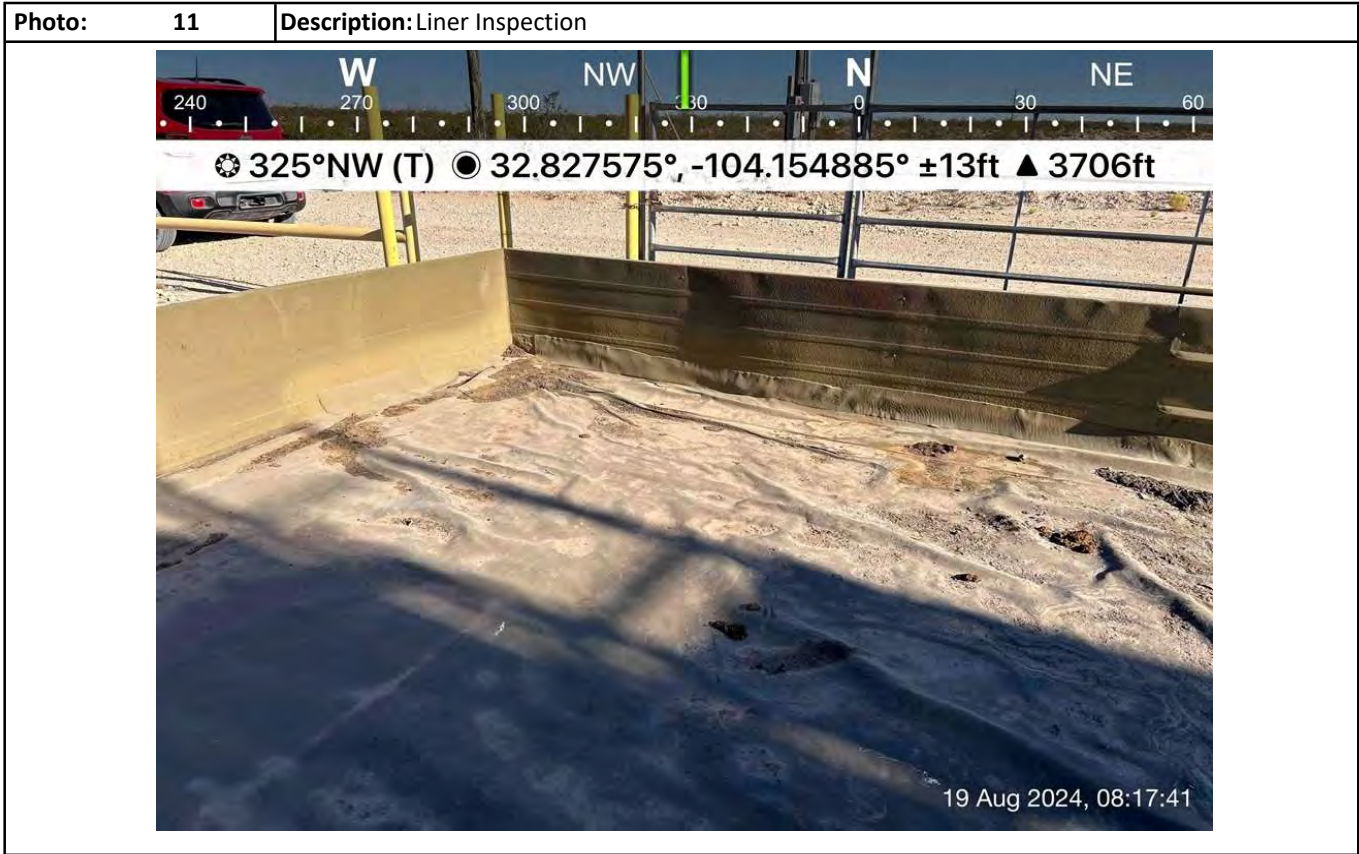 Photo: 11 Description: Liner Inspection
W NW N NE
240 270 300 330 0 30 60
325°NW (T) 32.827575°, -104.154885° ±13ft ▲ 3706ft
19 Aug 2024, 08:17:41